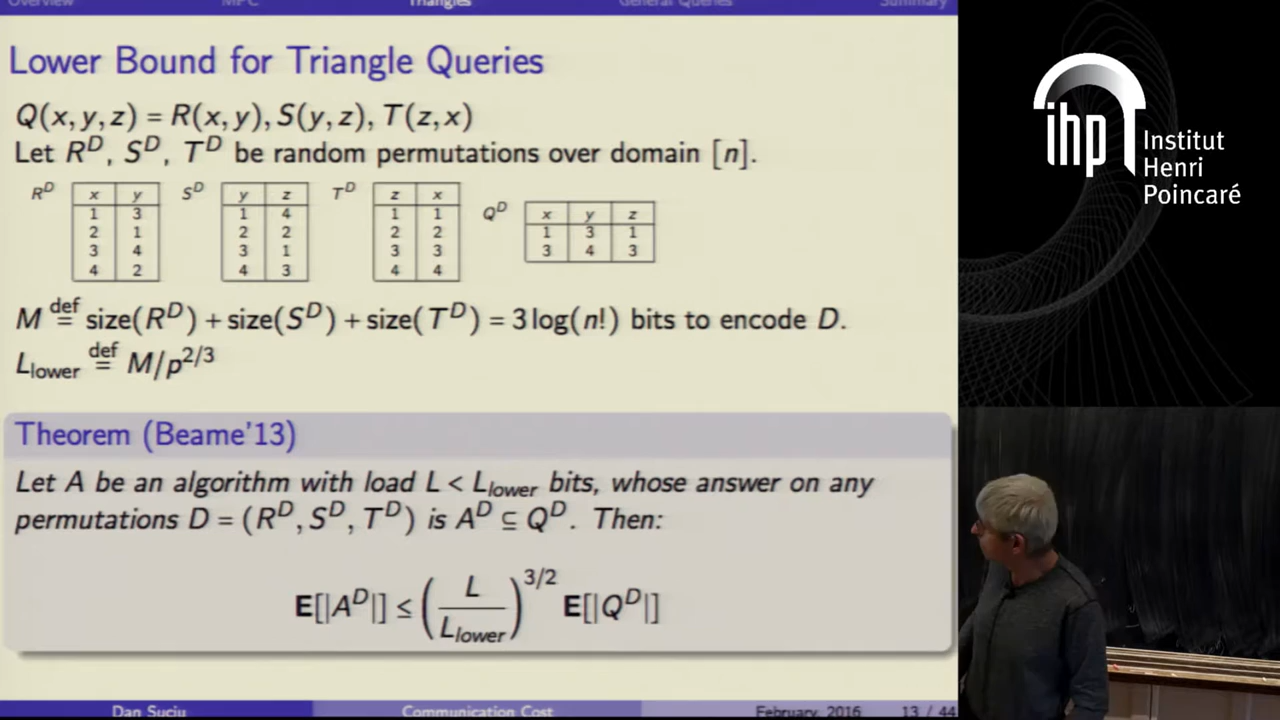 Overview MPC Triangles General Queries Summary
Lower Bound for Triangle Queries
Q(x, y, z) = R(x, y), S(y, z), T(z, x)
Let R^D, S^D, T^D be random permutations over domain [n].
R^D
x y
1 3
2 1
3 4
4 2
S^D
y z
1 4
2 2
3 1
4 3
T^D
z x
1 1
2 2
3 3
4 4
Q^D
x y z
1 3 1
3 4 3
M def= size(R^D) + size(S^D) + size(T^D) = 3 log(n!) bits to encode D.
L_lower def= M/p^2/3
Theorem (Beame'13)
Let A be an algorithm with load L < L_lower bits, whose answer on any
permutations D = (R^D, S^D, T^D) is A^D ⊆ Q^D. Then:
E[|A^D|] ≤ (L / L_lower)^3/2 E[|Q^D|]
Dan Suciu Communication Cost February, 2016 13 / 44
ihp Institut
Henri
Poincaré